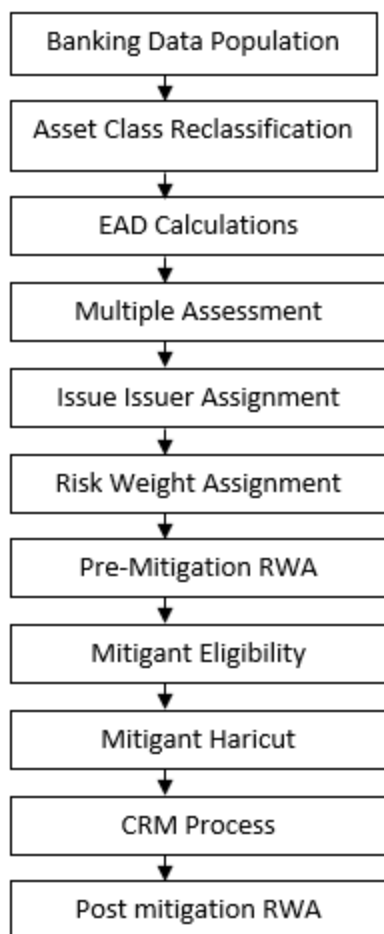 Banking Data Population
Asset Class Reclassification
EAD Calculations
Multiple Assessment
Issue Issuer Assignment
Risk Weight Assignment
Pre-Mitigation RWA
Mitigant Eligibility
Mitigant Haricut
CRM Process
Post mitigation RWA